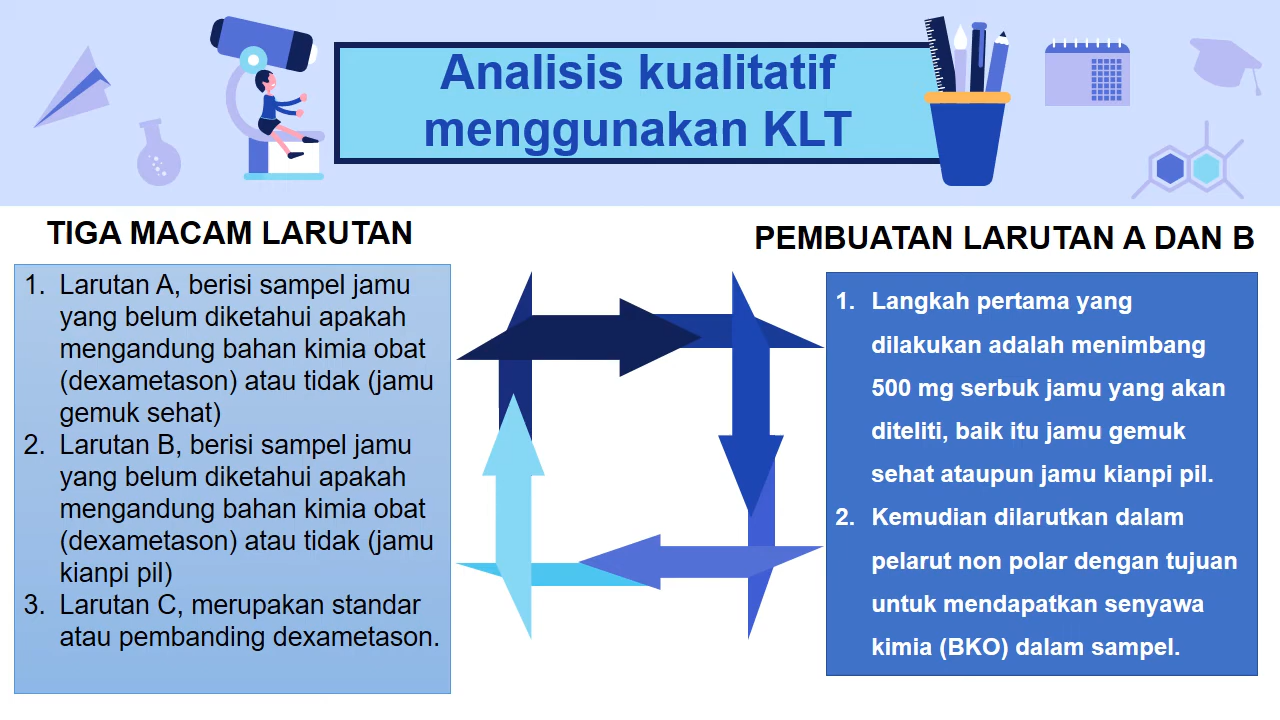 Analisis kualitatif
menggunakan KLT
TIGA MACAM LARUTAN
1. Larutan A, berisi sampel jamu
yang belum diketahui apakah
mengandung bahan kimia obat
(dexametason) atau tidak (jamu
gemuk sehat)
2. Larutan B, berisi sampel jamu
yang belum diketahui apakah
mengandung bahan kimia obat
(dexametason) atau tidak (jamu
kianpi pil)
3. Larutan C, merupakan standar
atau pembanding dexametason.
PEMBUATAN LARUTAN A DAN B
1. Langkah pertama yang
dilakukan adalah menimbang
500 mg serbuk jamu yang akan
diteliti, baik itu jamu gemuk
sehat ataupun jamu kianpi pil.
2. Kemudian dilarutkan dalam
pelarut non polar dengan tujuan
untuk mendapatkan senyawa
kimia (BKO) dalam sampel.